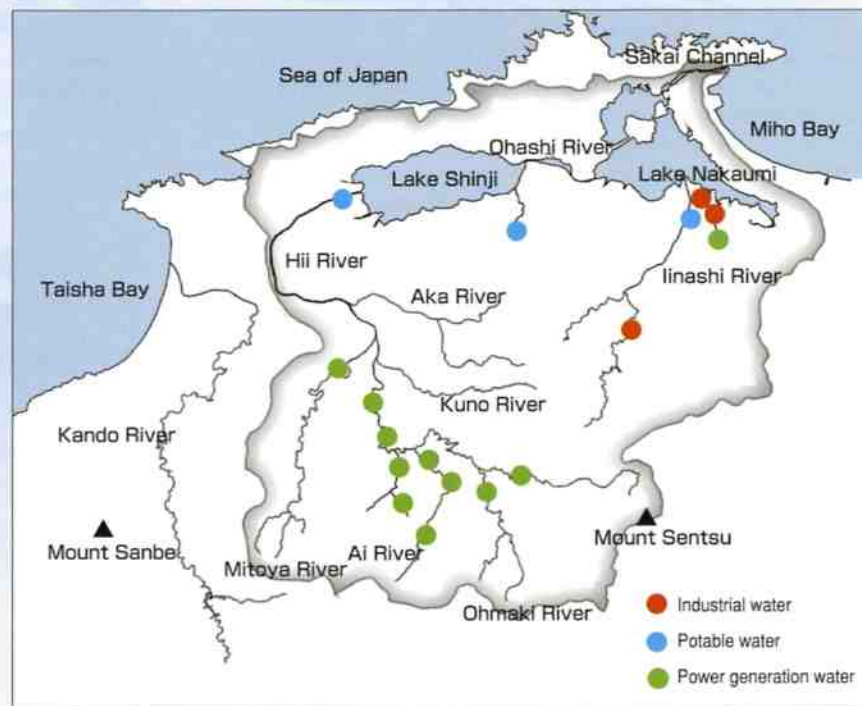 Sakai Channel
Sea of Japan
Miho Bay
Ohashi River
Lake Shinji
Lake Nakaumi
Hii River
Iinashi River
Taisha Bay
Aka River
Kuno River
Kando River
Mount Sanbe
Mount Sentsu
Ai River
Mitoya River
Ohmaki River
Industrial water
Potable water
Power generation water